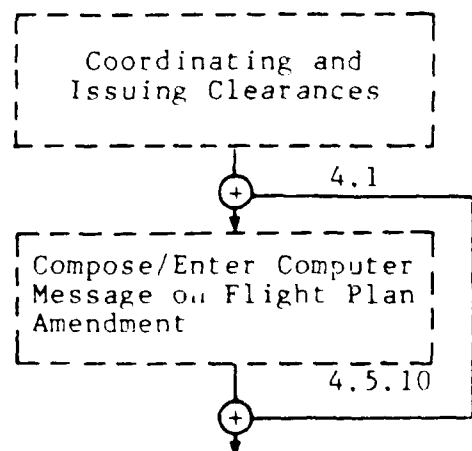 Coordinating and
Issuing Clearances
+
4.1
Compose/Enter Computer
Message on Flight Plan
Amendment
4.5.10
+